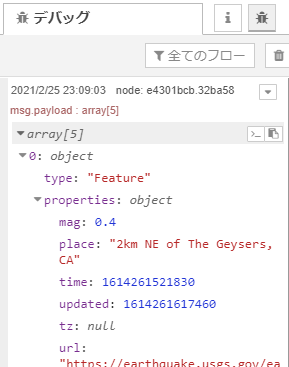 デバッグ
全てのフロー
2021/2/25 23:09:03 node: e4301bcb.32ba58
msg.payload : array[5]
array[5]
0: object
type: "Feature"
properties: object
mag: 0.4
place: "2km NE of The Geysers,
CA"
time: 1614261521830
updated: 1614261617460
tz: null
url:
"https://earthquake.usgs.gov/ea